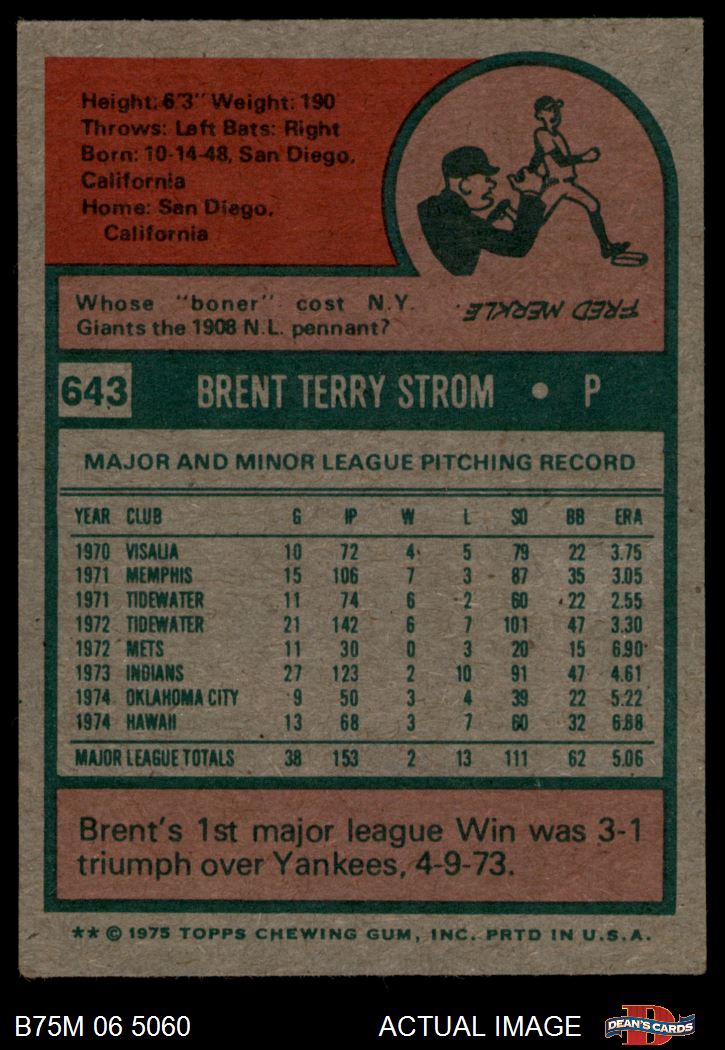 Height: 6'3" Weight: 190
Throws: Left Bats: Right
Born: 10-14-48, San Diego,
California
Home: San Diego,
California
Whose "boner" cost N.Y.
Giants the 1908 N.L. pennant?
FRED MERKLE.
643 BRENT TERRY STROM • P
MAJOR AND MINOR LEAGUE PITCHING RECORD
YEAR CLUB G IP W L SO BB ERA
1970 VISALIA 10 72 4 5 79 22 3.75
1971 MEMPHIS 15 106 7 3 87 35 3.05
1971 TIDEWATER 11 74 6 2 60 22 2.55
1972 TIDEWATER 21 142 6 7 101 47 3.30
1972 METS 11 30 0 3 20 15 6.90
1973 INDIANS 27 123 2 10 91 47 4.61
1974 OKLAHOMA CITY 9 50 3 4 39 22 5.22
1974 HAWAII 13 68 3 7 60 32 6.88
MAJOR LEAGUE TOTALS 38 153 2 13 111 62 5.06
Brent's 1st major league Win was 3-1
triumph over Yankees, 4-9-73.
** © 1975 TOPPS CHEWING GUM, INC. PRTD IN U.S.A.
B75M 06 5060 ACTUAL IMAGE DEAN'S CARDS